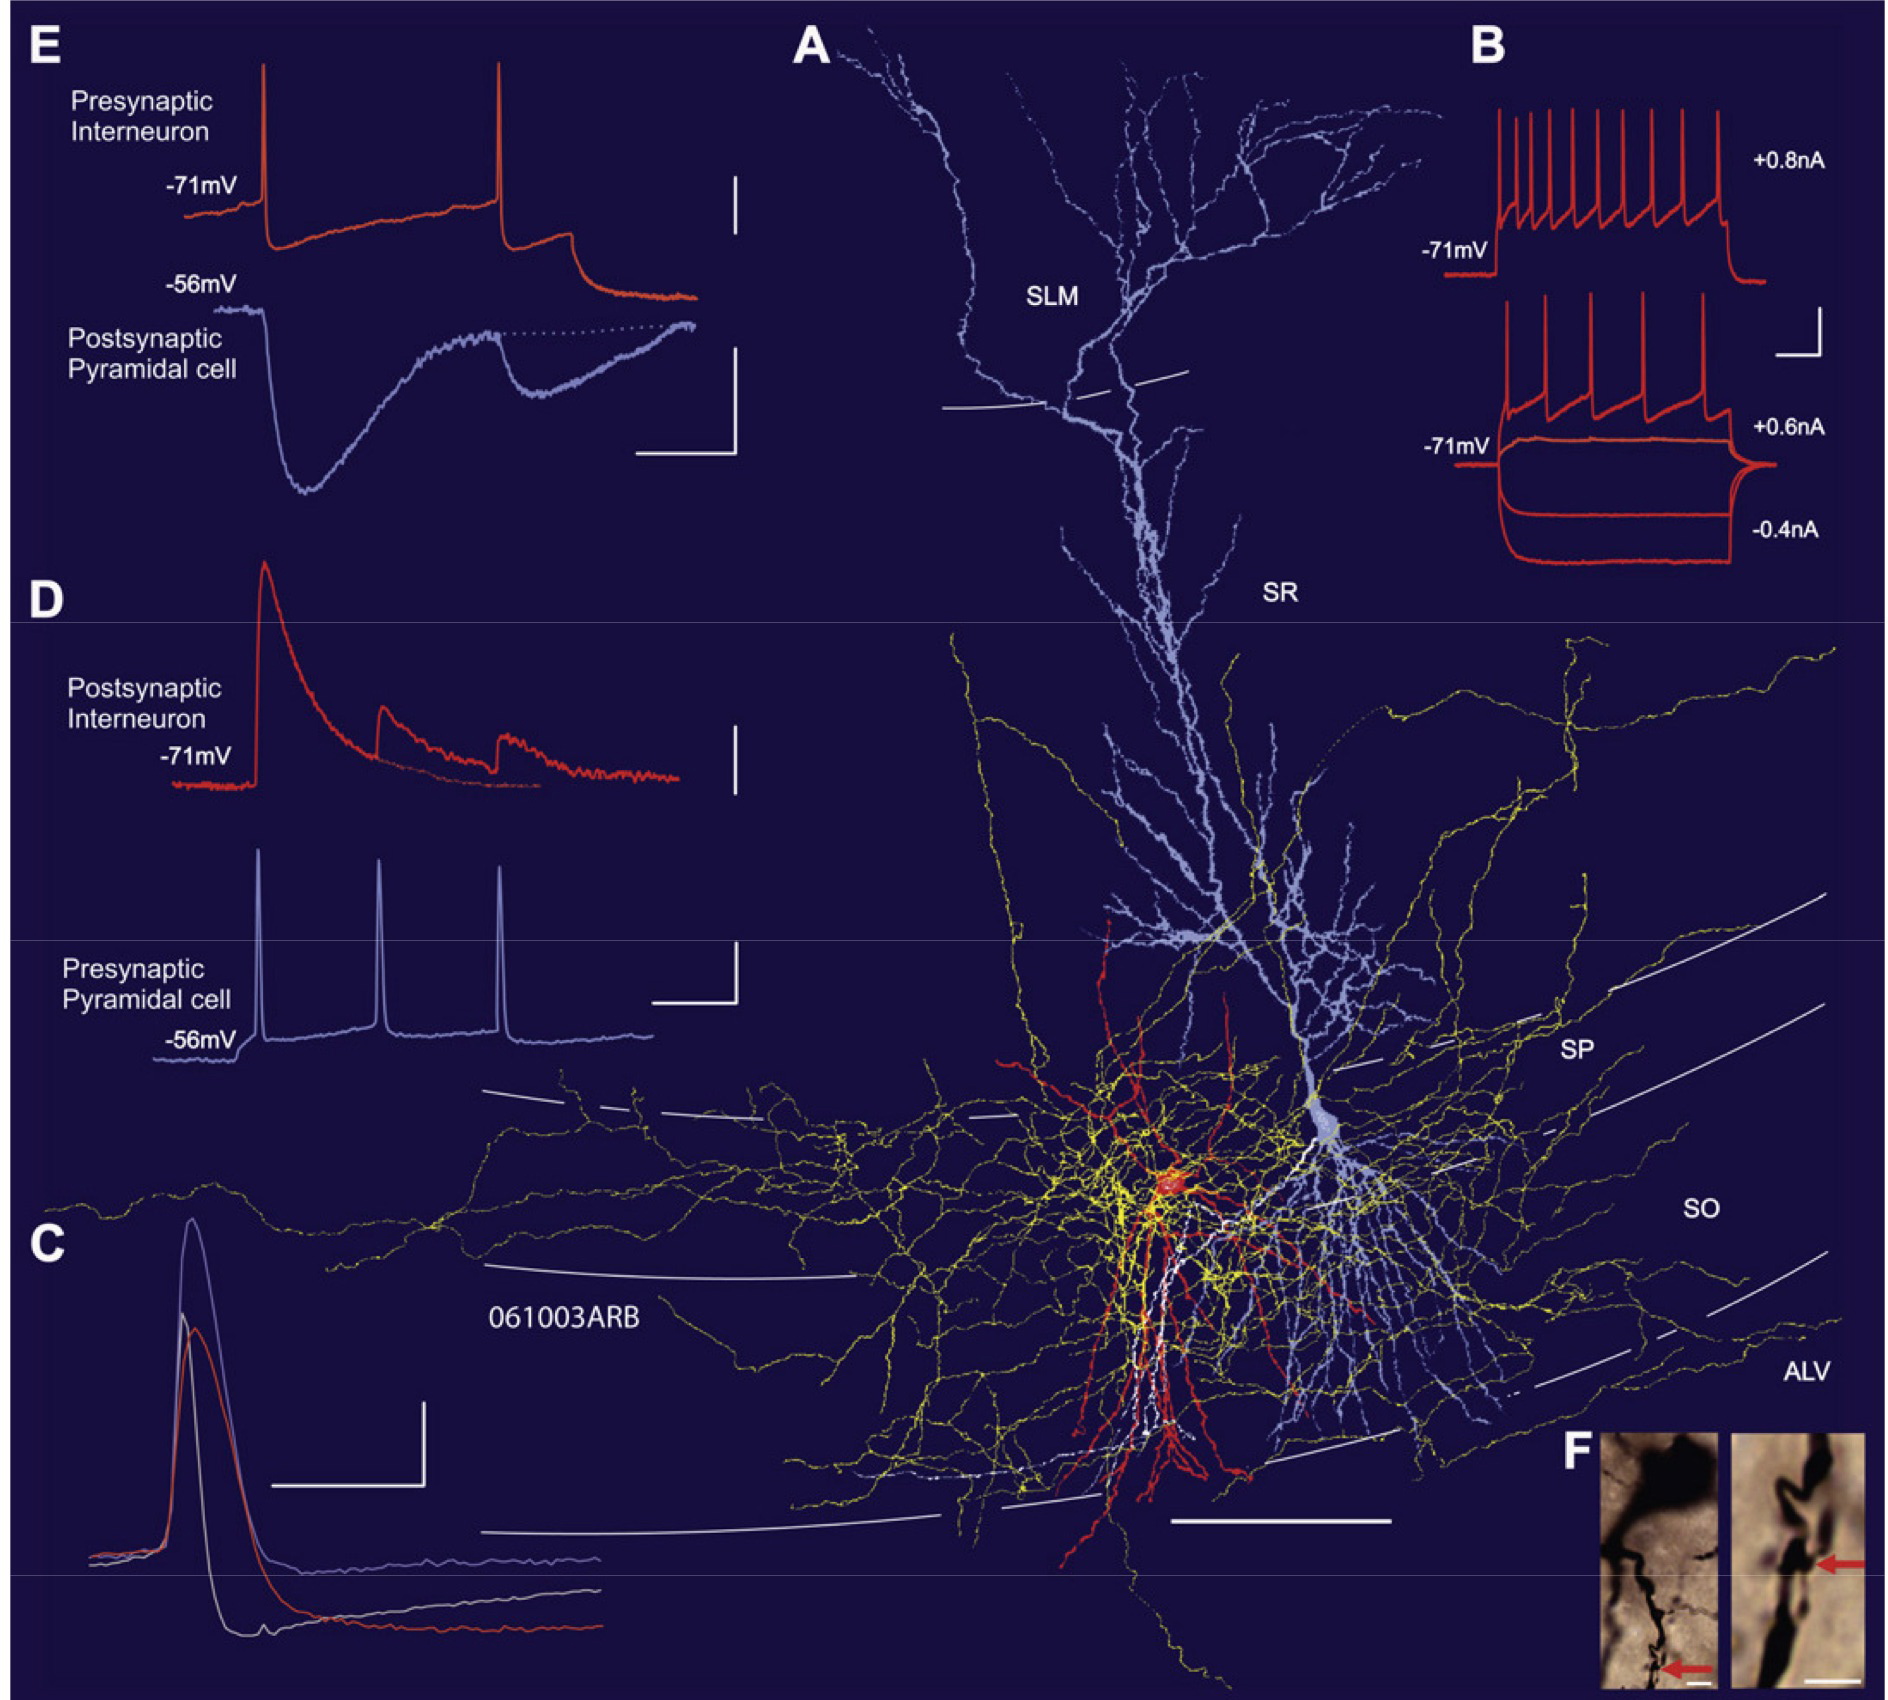 E
Presynaptic
Interneuron
-71mV
-56mV
Postsynaptic
Pyramidal cell
A
SLM
SR
SP
SO
ALV
B
+0.8nA
-71mV
+0.6nA
-71mV
-0.4nA
D
Postsynaptic
Interneuron
-71mV
Presynaptic
Pyramidal cell
-56mV
C
061003ARB
F